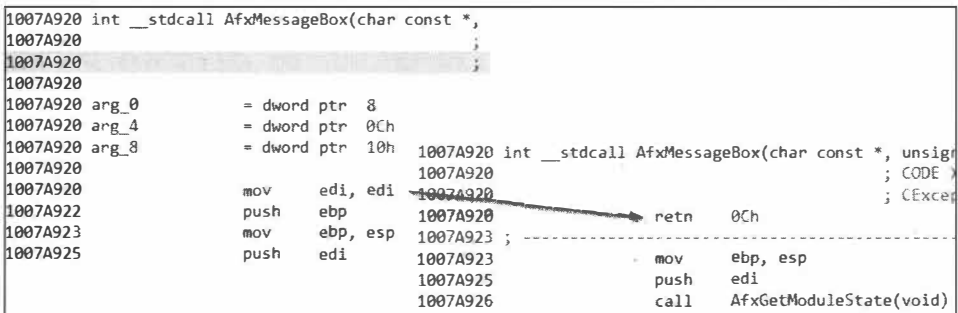 1007A920 int __stdcall AfxMessageBox(char const *,
1007A920 ;
1007A920 ;
1007A920
1007A920 arg_0 = dword ptr 8
1007A920 arg_4 = dword ptr 0Ch
1007A920 arg_8 = dword ptr 10h
1007A920
1007A920 mov edi, edi
1007A922 push ebp
1007A923 mov ebp, esp
1007A925 push edi
1007A920 int __stdcall AfxMessageBox(char const *, unsigr
1007A920 ; CODE X
1007A920 ; CExcep
1007A920 retn 0Ch
1007A923 ; ----------------------------------------
1007A923 mov ebp, esp
1007A925 push edi
1007A926 call AfxGetModuleState(void)